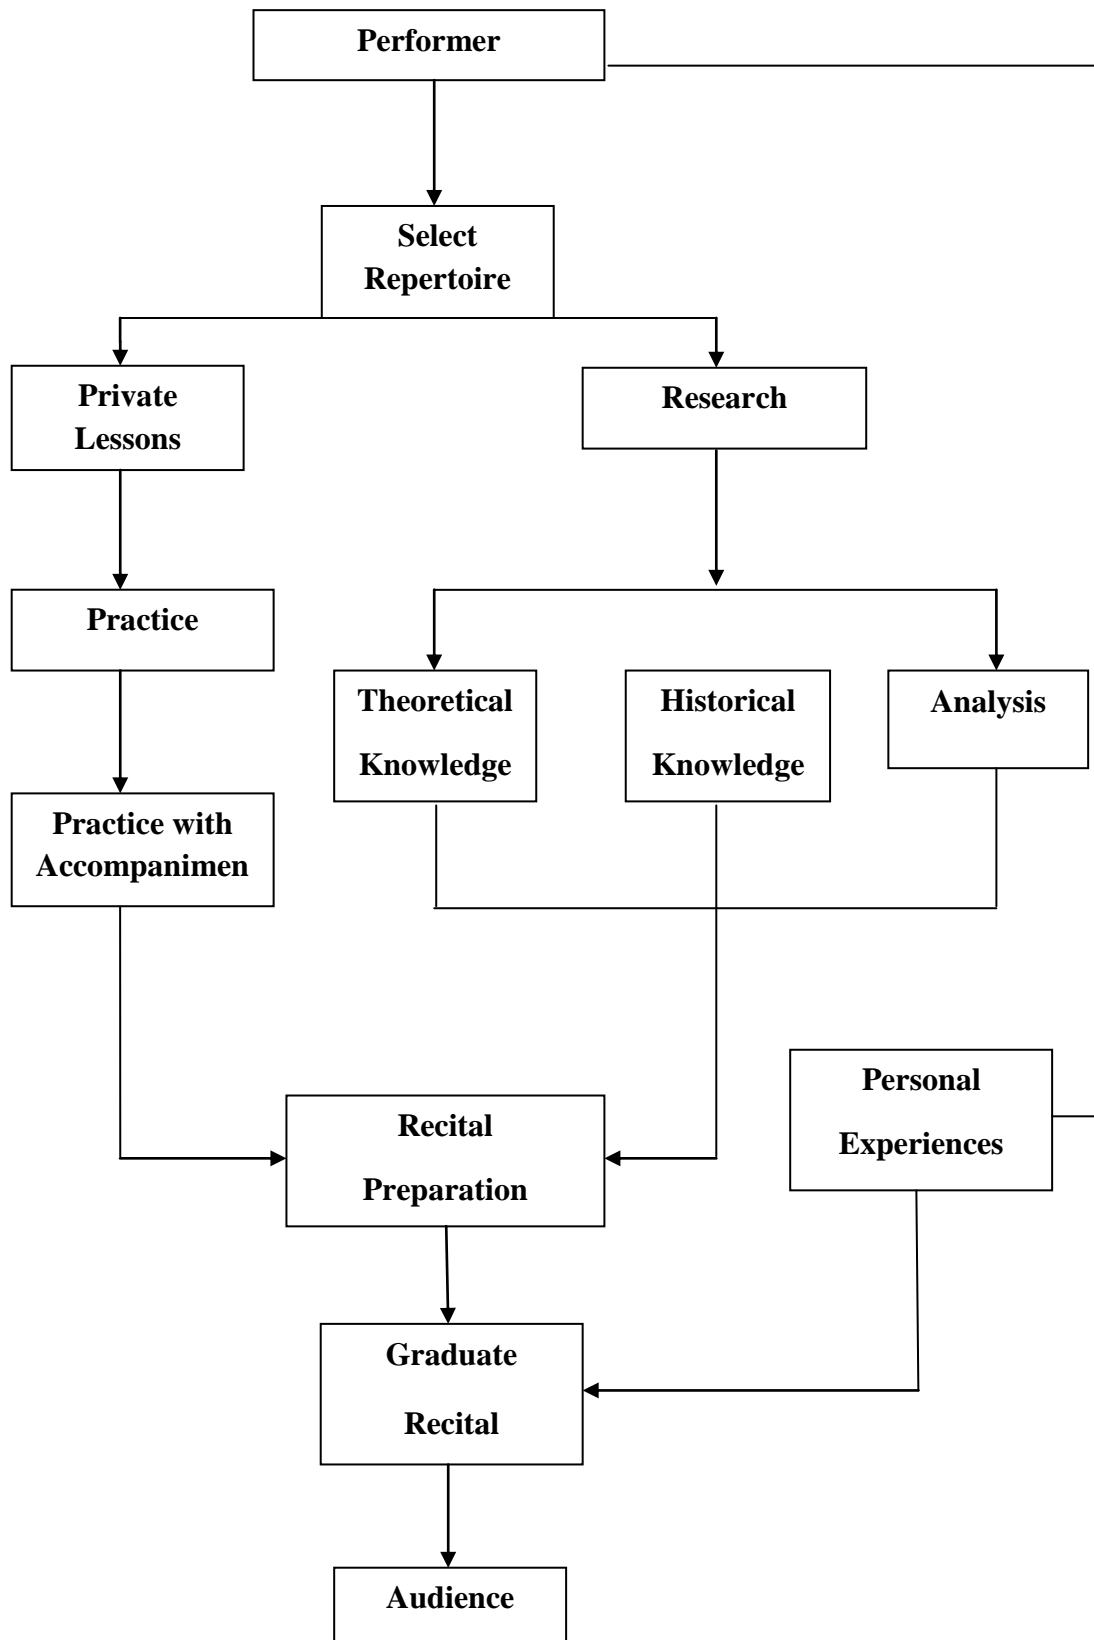 Performer
Select
Repertoire
Private
Lessons
Research
Practice
Theoretical
Knowledge
Historical
Knowledge
Analysis
Practice with
Accompanimen
Personal
Experiences
Recital
Preparation
Graduate
Recital
Audience